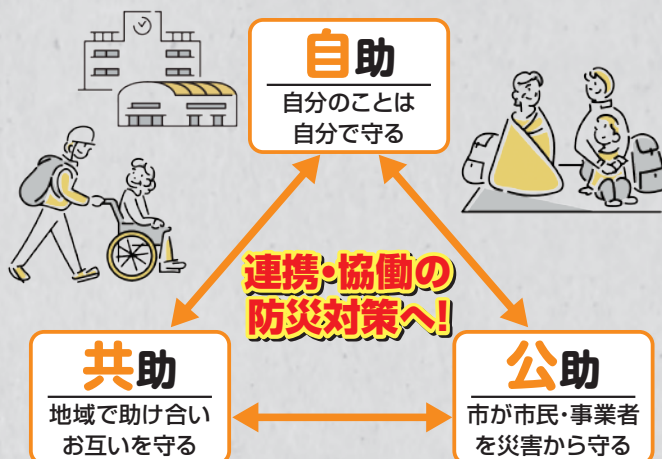 自助
自分のことは
自分で守る
連携・協働の
防災対策へ!
共助
地域で助け合い
お互いを守る
公助
市が市民・事業者
を災害から守る